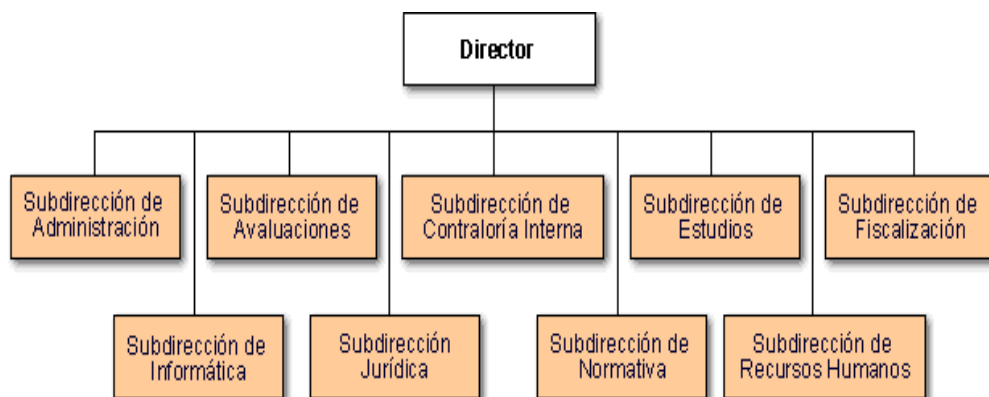 Director
Subdirección de
Administración
Subdirección de
Avaluaciones
Subdirección de
Contraloría Interna
Subdirección de
Estudios
Subdirección de
Fiscalización
Subdirección de
Informática
Subdirección
Jurídica
Subdirección de
Normativa
Subdirección de
Recursos Humanos